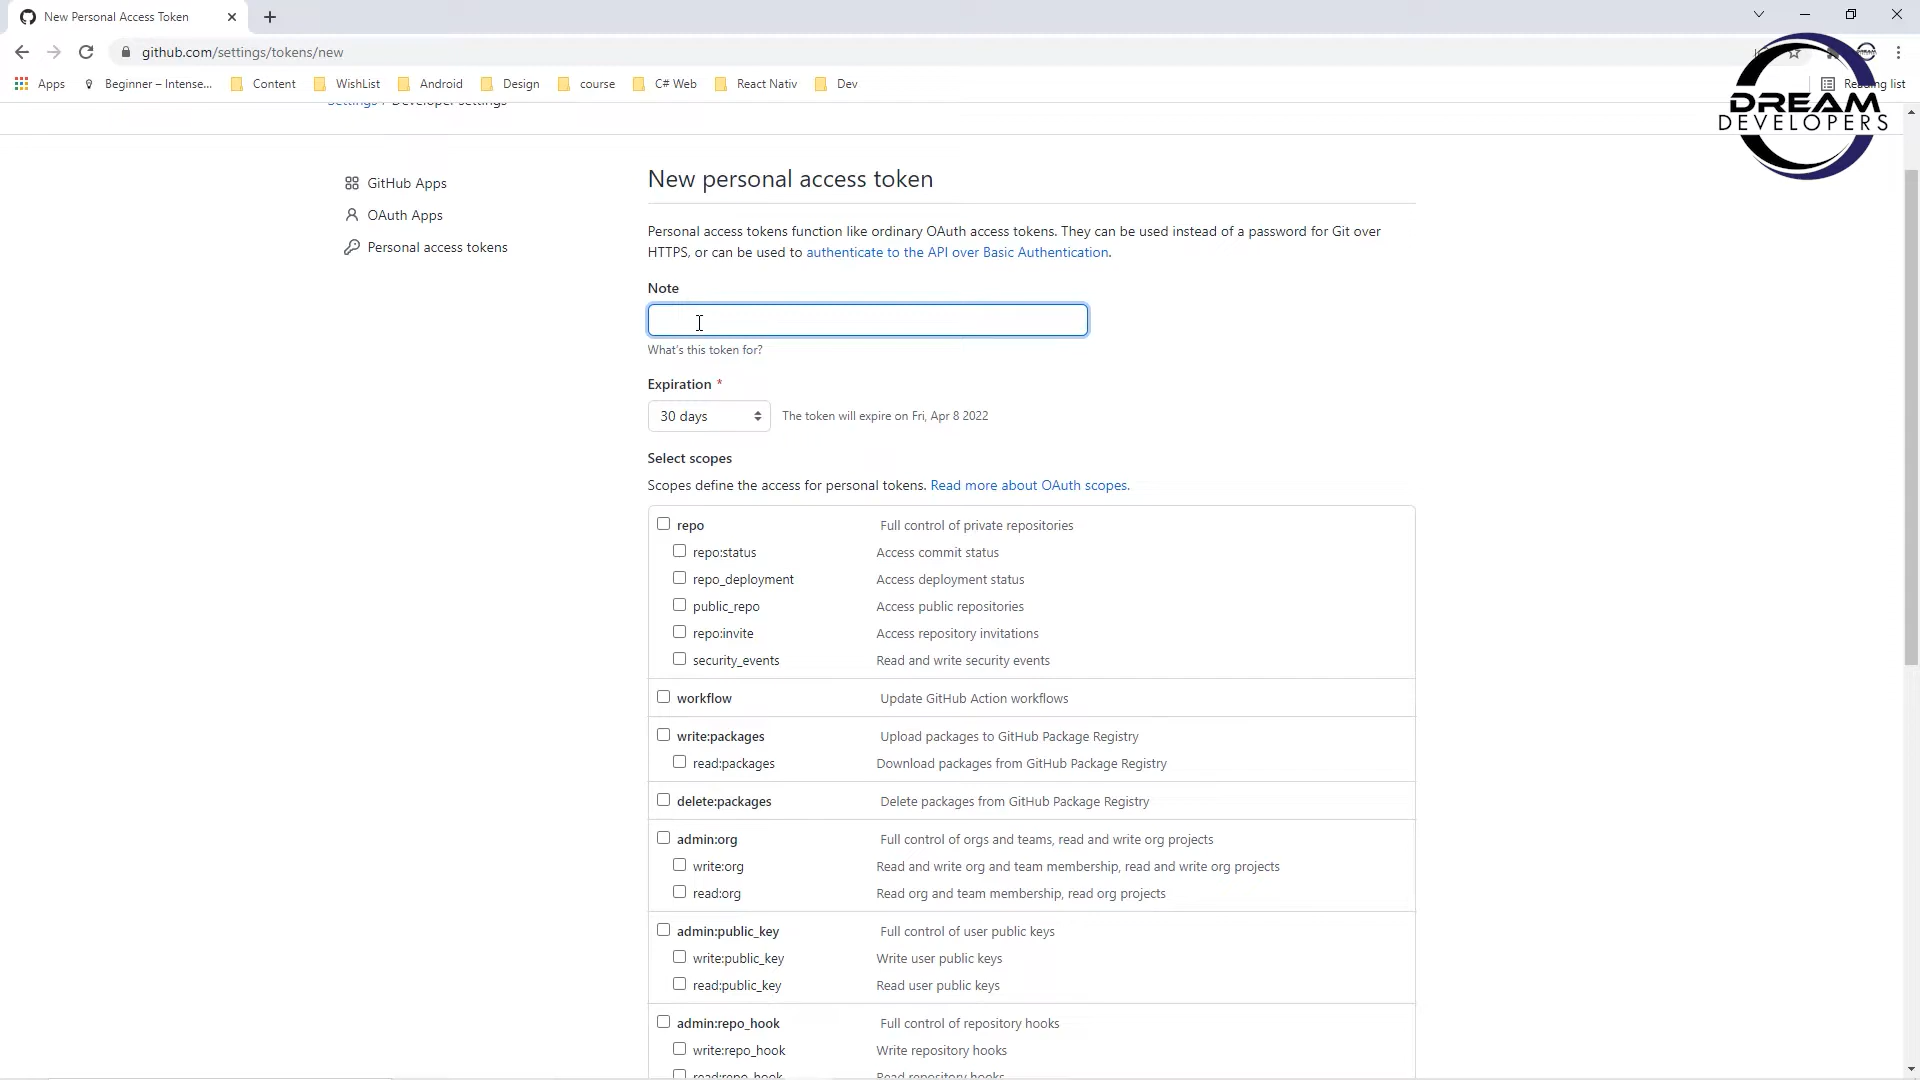 New Personal Access Token
github.com/settings/tokens/new
Apps Beginner – Intense... Content WishList Android Design course C# Web React Nativ Dev Reading list
DREAM
DEVELOPERS
Settings / Developer settings
GitHub Apps
OAuth Apps
Personal access tokens
New personal access token
Personal access tokens function like ordinary OAuth access tokens. They can be used instead of a password for Git over
HTTPS, or can be used to authenticate to the API over Basic Authentication.
Note
What's this token for?
Expiration *
30 days The token will expire on Fri, Apr 8 2022
Select scopes
Scopes define the access for personal tokens. Read more about OAuth scopes.
repo Full control of private repositories
repo:status Access commit status
repo_deployment Access deployment status
public_repo Access public repositories
repo:invite Access repository invitations
security_events Read and write security events
workflow Update GitHub Action workflows
write:packages Upload packages to GitHub Package Registry
read:packages Download packages from GitHub Package Registry
delete:packages Delete packages from GitHub Package Registry
admin:org Full control of orgs and teams, read and write org projects
write:org Read and write org and team membership, read and write org projects
read:org Read org and team membership, read org projects
admin:public_key Full control of user public keys
write:public_key Write user public keys
read:public_key Read user public keys
admin:repo_hook Full control of repository hooks
write:repo_hook Write repository hooks
read:repo_hook Read repository hooks